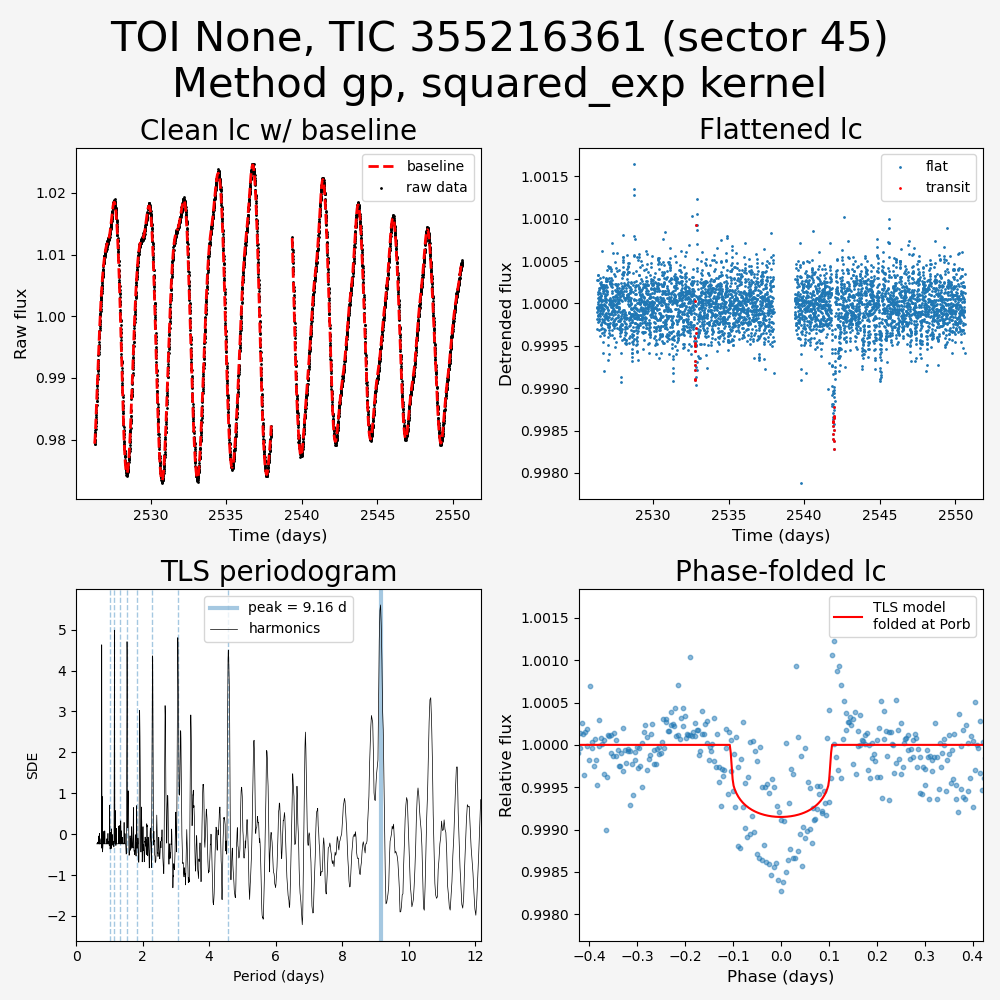 TOI None, TIC 355216361 (sector 45)
Method gp, squared_exp kernel
Clean lc w/ baseline
baseline
raw data
1.02
1.01
1.00
0.99
0.98
Raw flux
2530
2535
2540
2545
2550
Time (days)
Flattened lc
flat
transit
1.0015
1.0010
1.0005
1.0000
0.9995
0.9990
0.9985
0.9980
Detrended flux
2530
2535
2540
2545
2550
Time (days)
TLS periodogram
peak = 9.16 d
harmonics
5
4
3
2
1
0
−1
−2
SDE
0
2
4
6
8
10
12
Period (days)
Phase-folded lc
TLS model
folded at Porb
1.0015
1.0010
1.0005
1.0000
0.9995
0.9990
0.9985
0.9980
Relative flux
−0.4
−0.3
−0.2
−0.1
0.0
0.1
0.2
0.3
0.4
Phase (days)